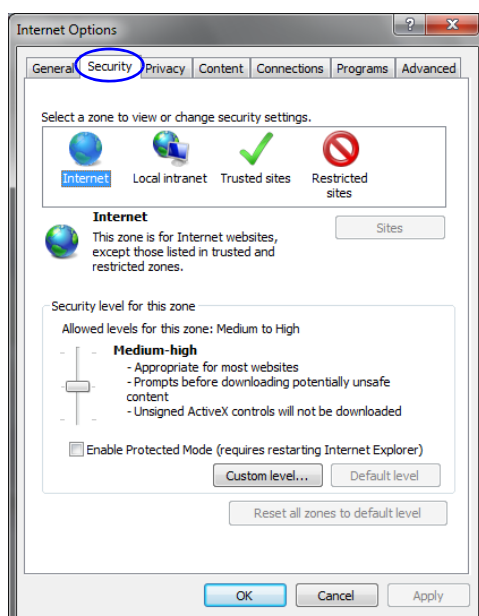 Internet Options
?
X
General Security Privacy Content Connections Programs Advanced
Select a zone to view or change security settings.
Internet Local intranet Trusted sites Restricted
sites
Internet
Sites
This zone is for Internet websites,
except those listed in trusted and
restricted zones.
Security level for this zone
Allowed levels for this zone: Medium to High
Medium-high
- Appropriate for most websites
- Prompts before downloading potentially unsafe
content
- Unsigned ActiveX controls will not be downloaded
Enable Protected Mode (requires restarting Internet Explorer)
Custom level... Default level
Reset all zones to default level
OK Cancel Apply